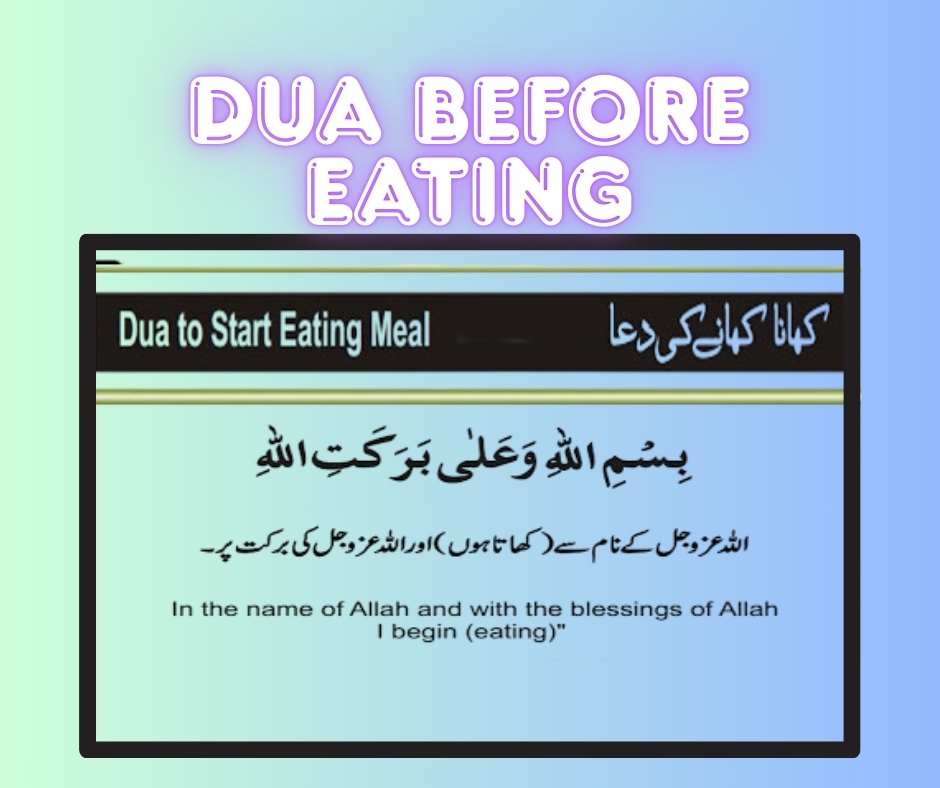 DUA BEFORE
EATING
Dua to Start Eating Meal
کھانا کھانے کی دعا
بِسْمِ اللهِ وَعَلٰى بَرَكَتِ اللهِ
اللہ عزوجل کے نام سے (کھاتا ہوں) اور اللہ عزوجل کی برکت پر۔
In the name of Allah and with the blessings of Allah
I begin (eating)"